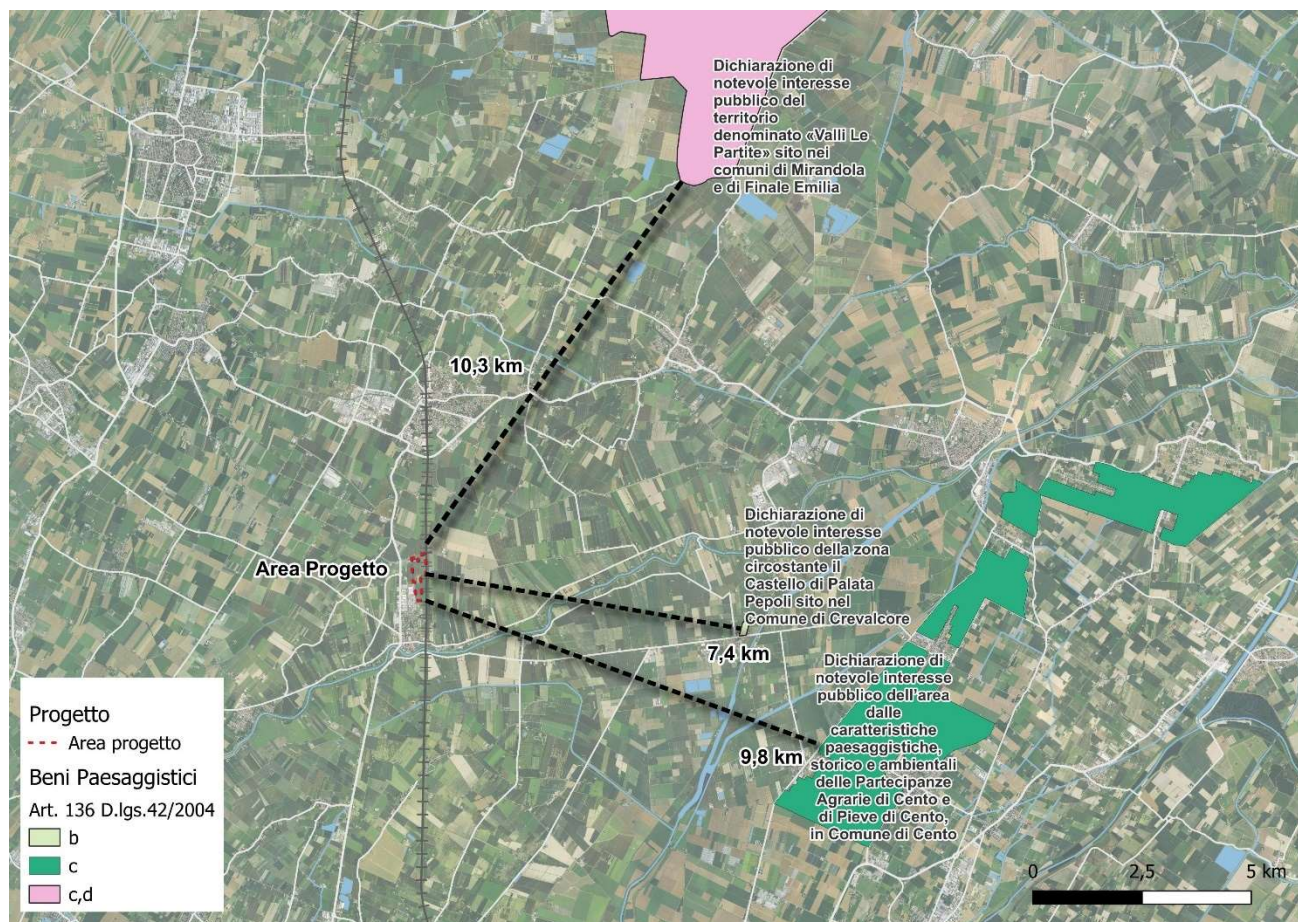 Dichiarazione di
notevole interesse
pubblico del
territorio
denominato «Valli Le
Partite» sito nei
comuni di Mirandola
e di Finale Emilia
10,3 km
Area Progetto
Dichiarazione di
notevole interesse
pubblico della zona
circostante il
Castello di Palata
Pepoli sito nel
Comune di Crevalcore
7,4 km
Dichiarazione di
notevole interesse
pubblico dell'area
dalle
caratteristiche
paesaggistiche,
storico e ambientali
delle Partecipanze
Agrarie di Cento e
di Pieve di Cento,
in Comune di Cento
9,8 km
Progetto
Area progetto
Beni Paesaggistici
Art. 136 D.lgs.42/2004
b
c
c,d
0 2,5 5 km